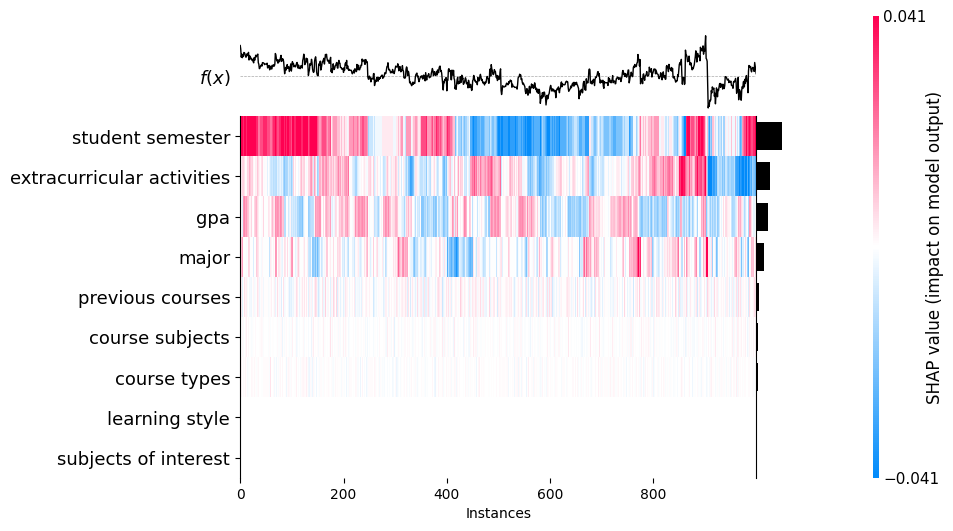 0.041
f(x)
student semester
extracurricular activities
gpa
major
previous courses
course subjects
course types
learning style
subjects of interest
0 200 400 600 800
Instances
−0.041
SHAP value (impact on model output)